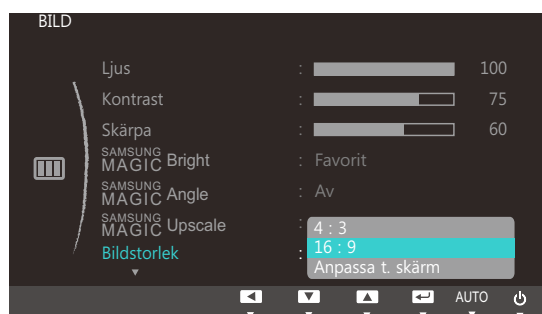 BILD
Ljus : 100
Kontrast : 75
Skärpa : 60
SAMSUNG MAGIC Bright : Favorit
SAMSUNG MAGIC Angle : Av
SAMSUNG MAGIC Upscale :
4 : 3
Bildstorlek : 16 : 9
Anpassa t. skärm
AUTO